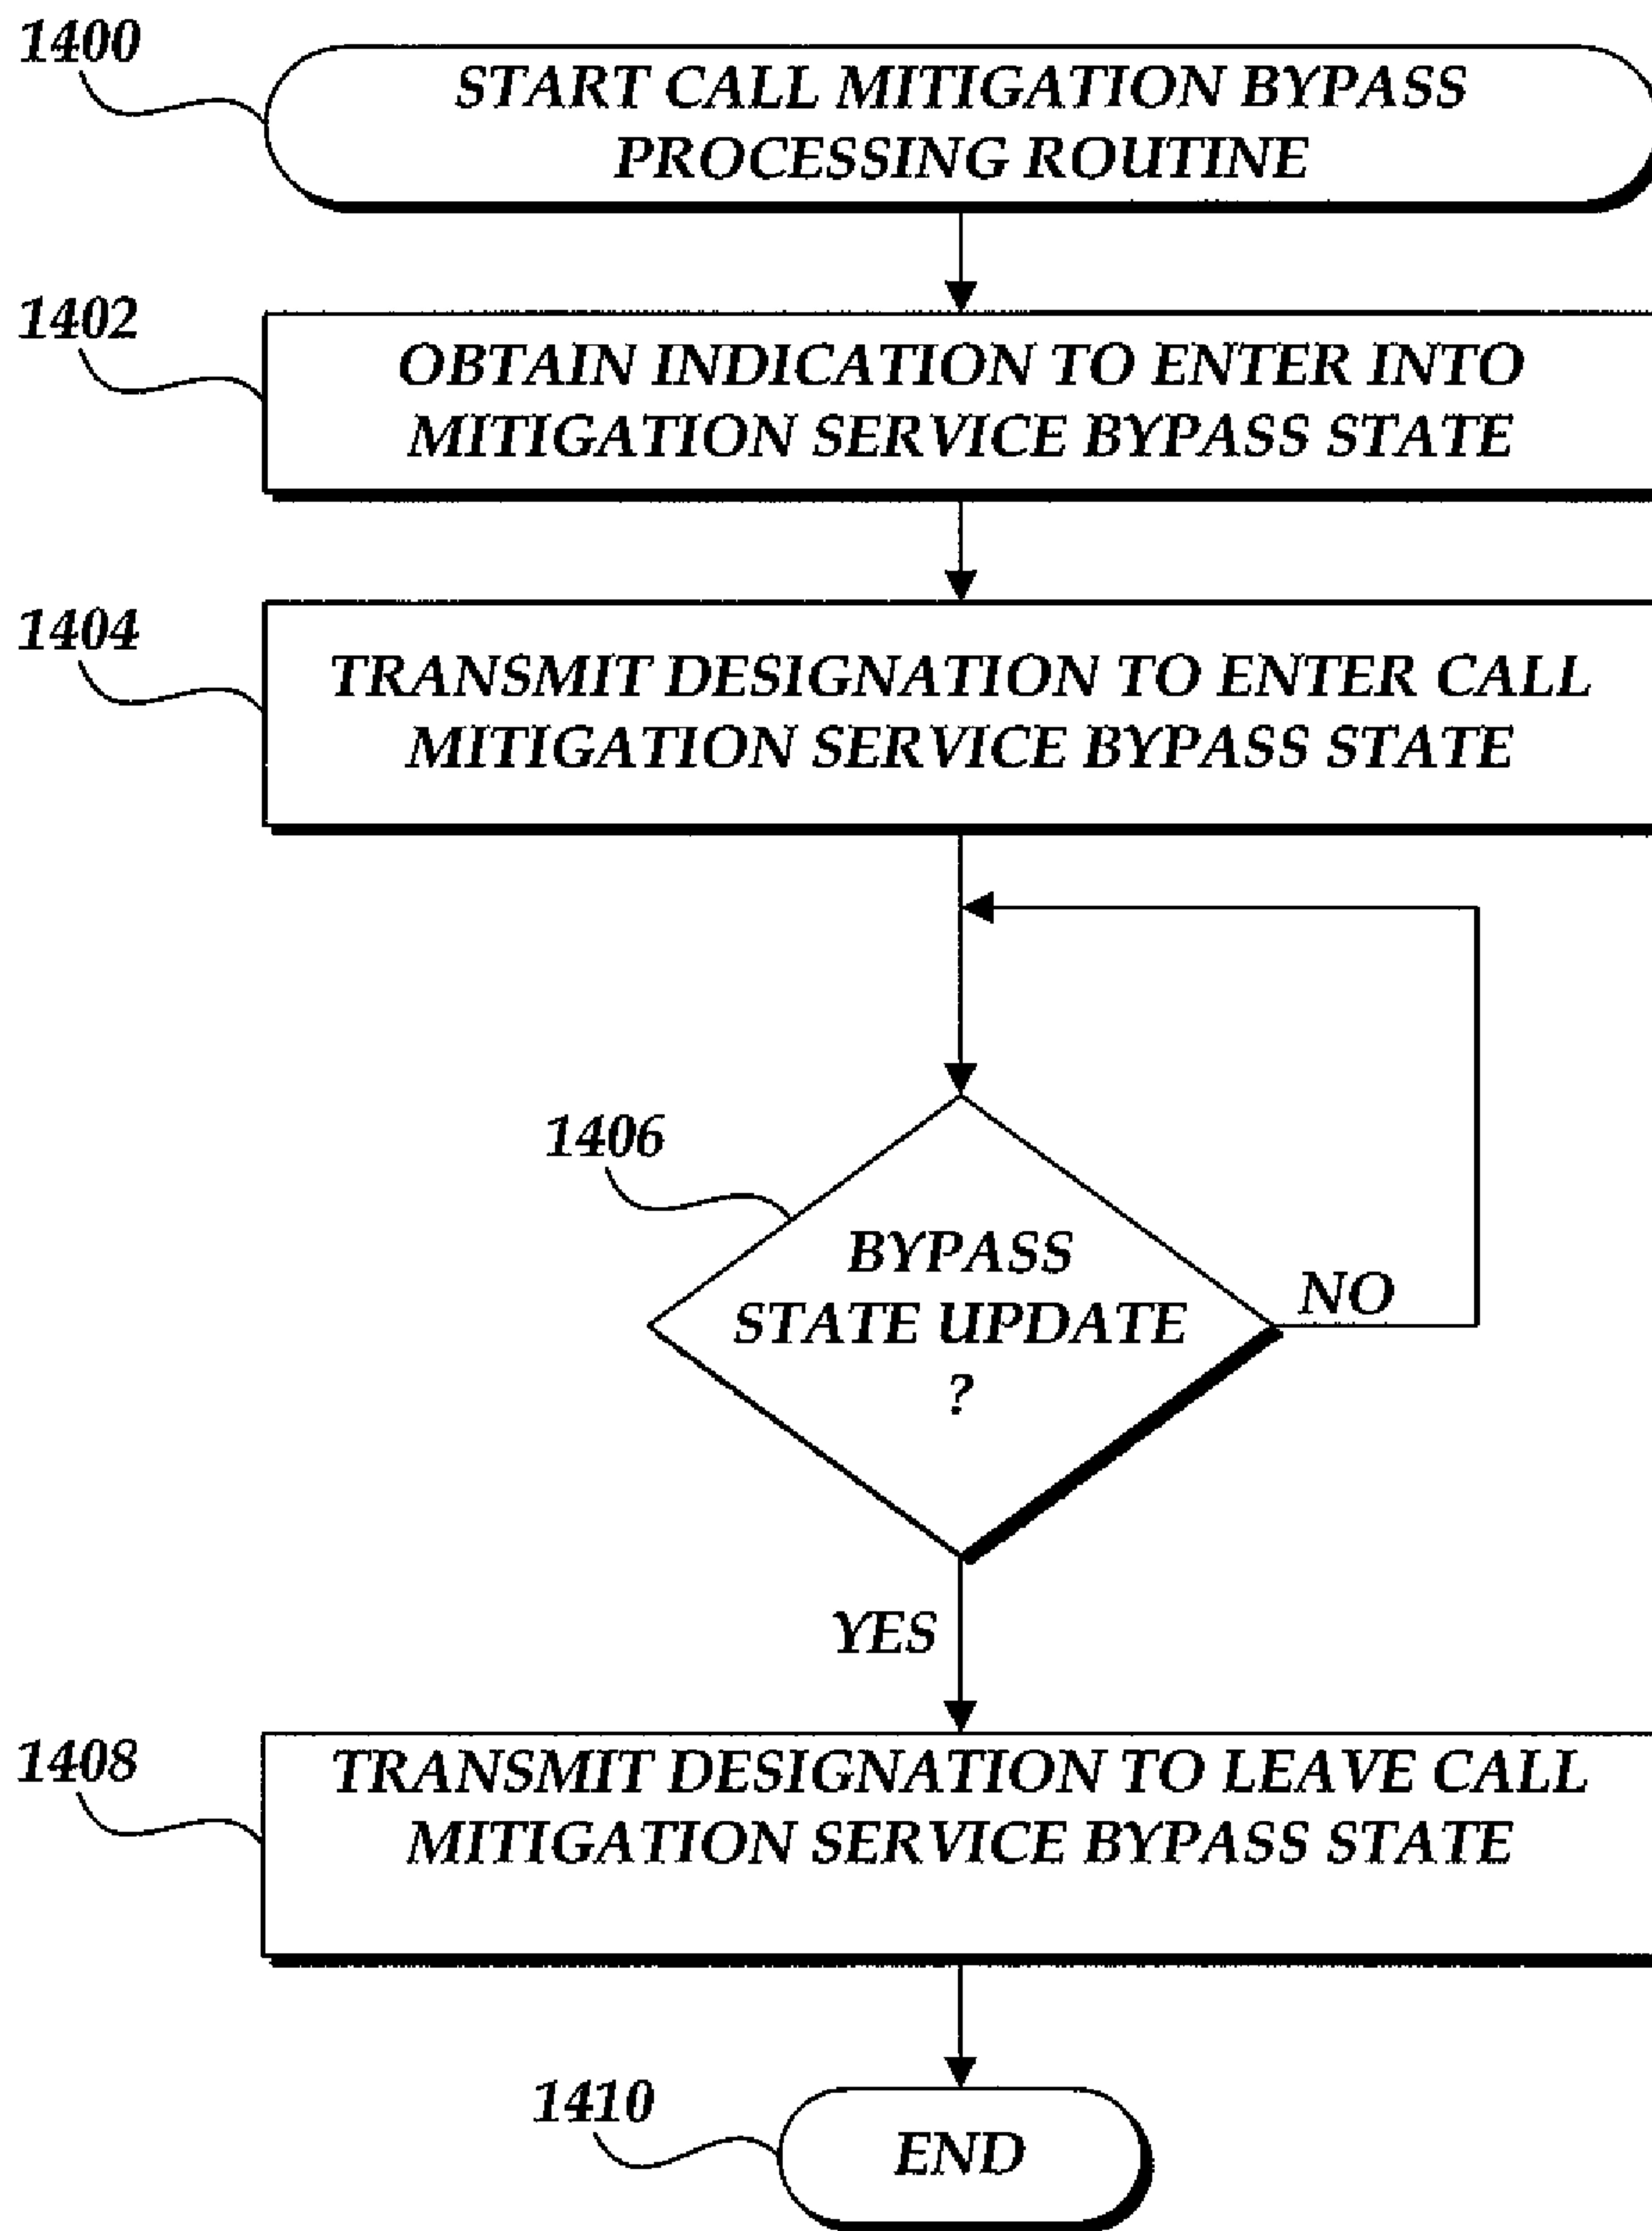 1400
START CALL MITIGATION BYPASS
PROCESSING ROUTINE
1402
OBTAIN INDICATION TO ENTER INTO
MITIGATION SERVICE BYPASS STATE
1404
TRANSMIT DESIGNATION TO ENTER CALL
MITIGATION SERVICE BYPASS STATE
1406
BYPASS
STATE UPDATE
?
NO
YES
1408
TRANSMIT DESIGNATION TO LEAVE CALL
MITIGATION SERVICE BYPASS STATE
1410
END